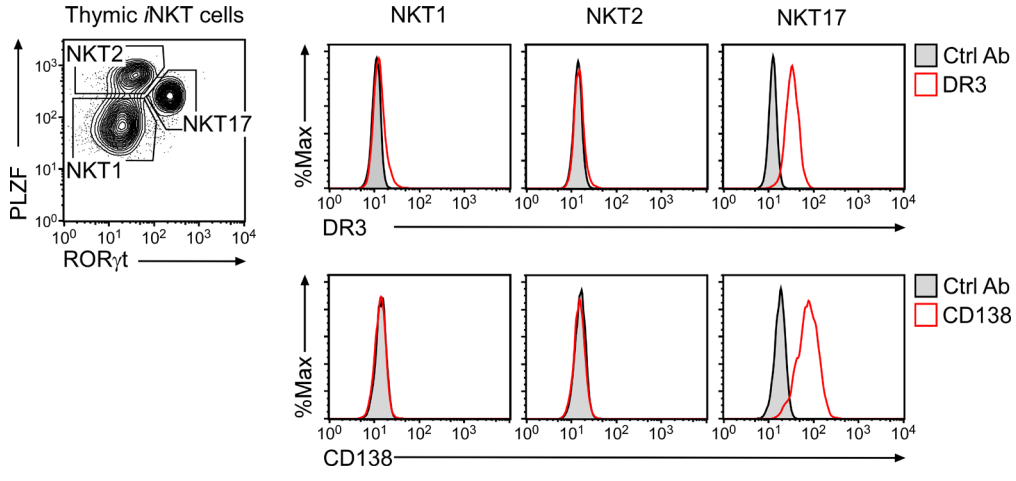 Thymic iNKT cells
NKT2
NKT17
NKT1
PLZF
10³
10²
10¹
10⁰
10⁰ 10¹ 10² 10³ 10⁴
RORγt
NKT1 NKT2 NKT17
%Max
10⁰ 10¹ 10² 10³ 10⁰ 10¹ 10² 10³ 10⁰ 10¹ 10² 10³ 10⁴
DR3
Ctrl Ab
DR3
%Max
10⁰ 10¹ 10² 10³ 10⁰ 10¹ 10² 10³ 10⁰ 10¹ 10² 10³ 10⁴
CD138
Ctrl Ab
CD138